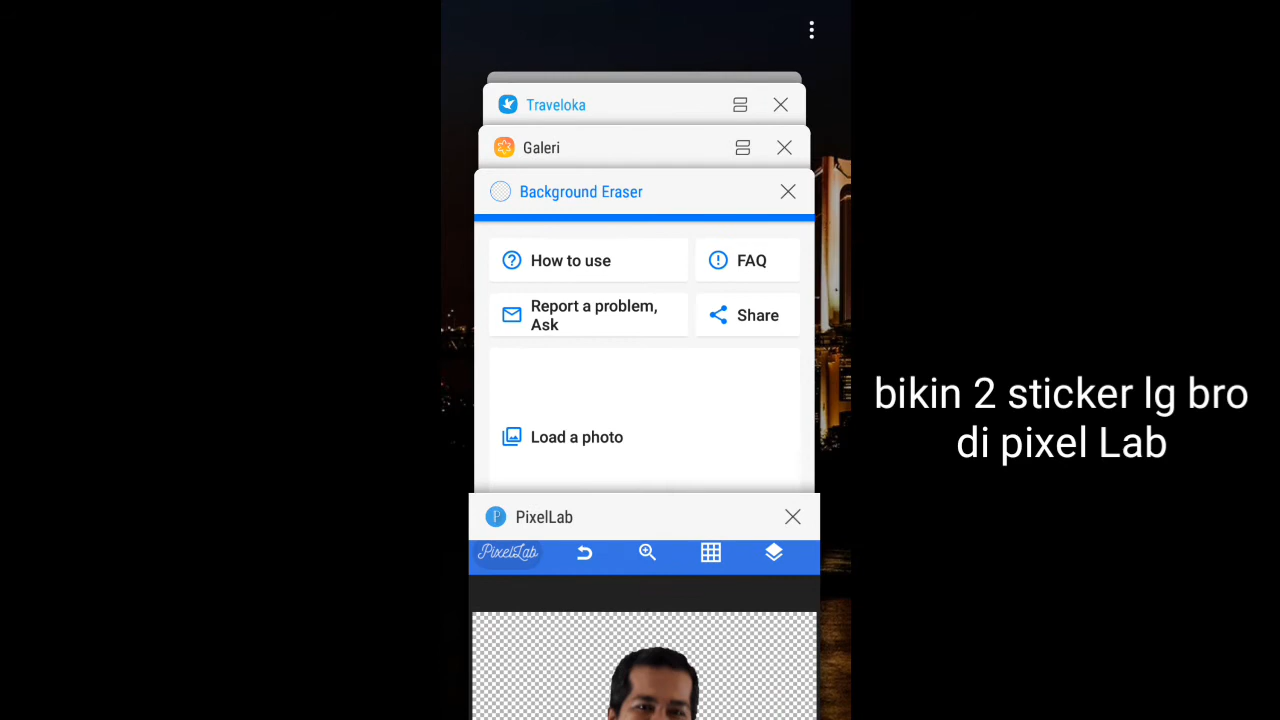 Traveloka
Galeri
Background Eraser
How to use
FAQ
Report a problem,
Ask
Share
Load a photo
PixelLab
PixelLab
bikin 2 sticker lg bro
di pixel Lab